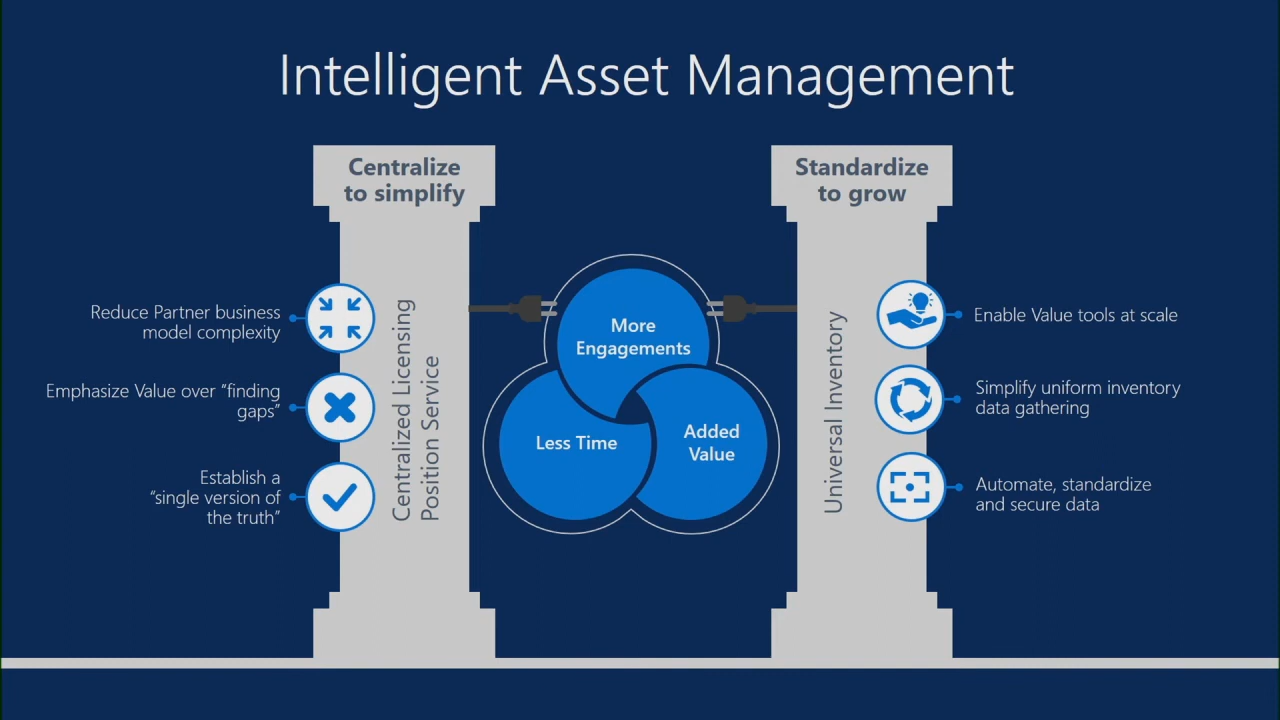 Intelligent Asset Management
Centralize
to simplify
Reduce Partner business
model complexity
Emphasize Value over “finding
gaps”
Establish a
“single version of
the truth”
Centralized Licensing
Position Service
More
Engagements
Less Time
Added
Value
Standardize
to grow
Universal Inventory
Enable Value tools at scale
Simplify uniform inventory
data gathering
Automate, standardize
and secure data